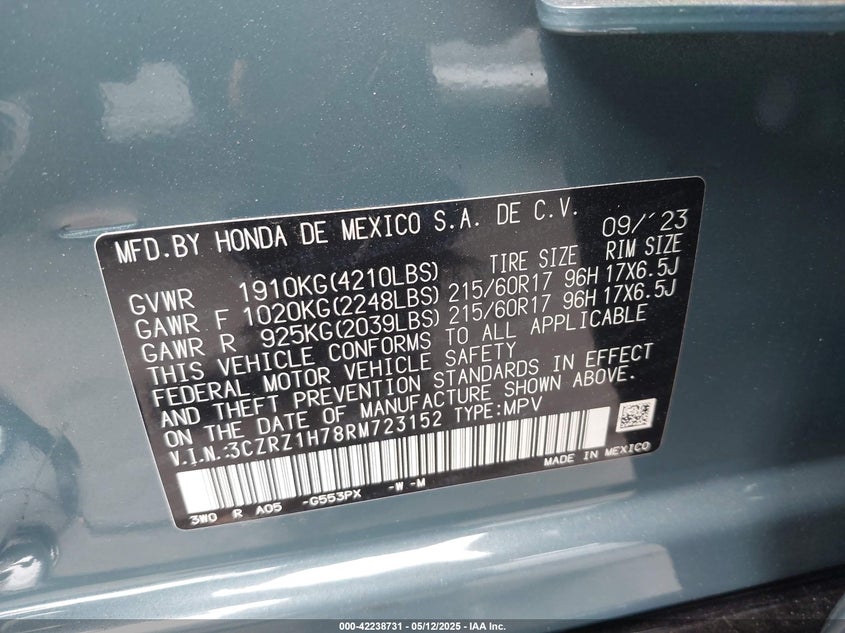 MFD.BY HONDA DE MEXICO S.A. DE C.V. 09/'23
TIRE SIZE RIM SIZE
GVWR 1910KG(4210LBS)
GAWR F 1020KG(2248LBS) 215/60R17 96H 17X6.5J
GAWR R 925KG(2039LBS) 215/60R17 96H 17X6.5J
THIS VEHICLE CONFORMS TO ALL APPLICABLE
FEDERAL MOTOR VEHICLE SAFETY
AND THEFT PREVENTION STANDARDS IN EFFECT
ON THE DATE OF MANUFACTURE SHOWN ABOVE.
V.I.N.:3CZRZ1H78RM723152 TYPE:MPV
MADE IN MEXICO
3W0 R A05 -G553PX -W -M
000-42238731 - 05/12/2025 - IAA Inc.